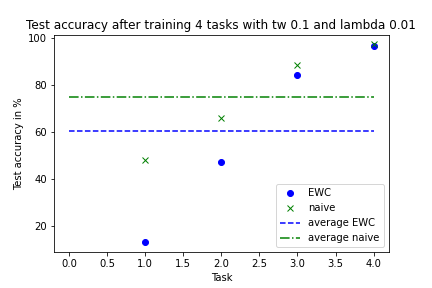 Test accuracy after training 4 tasks with tw 0.1 and lambda 0.01
Test accuracy in %
100
80
60
40
20
EWC
naive
average EWC
average naive
0.0 0.5 1.0 1.5 2.0 2.5 3.0 3.5 4.0
Task